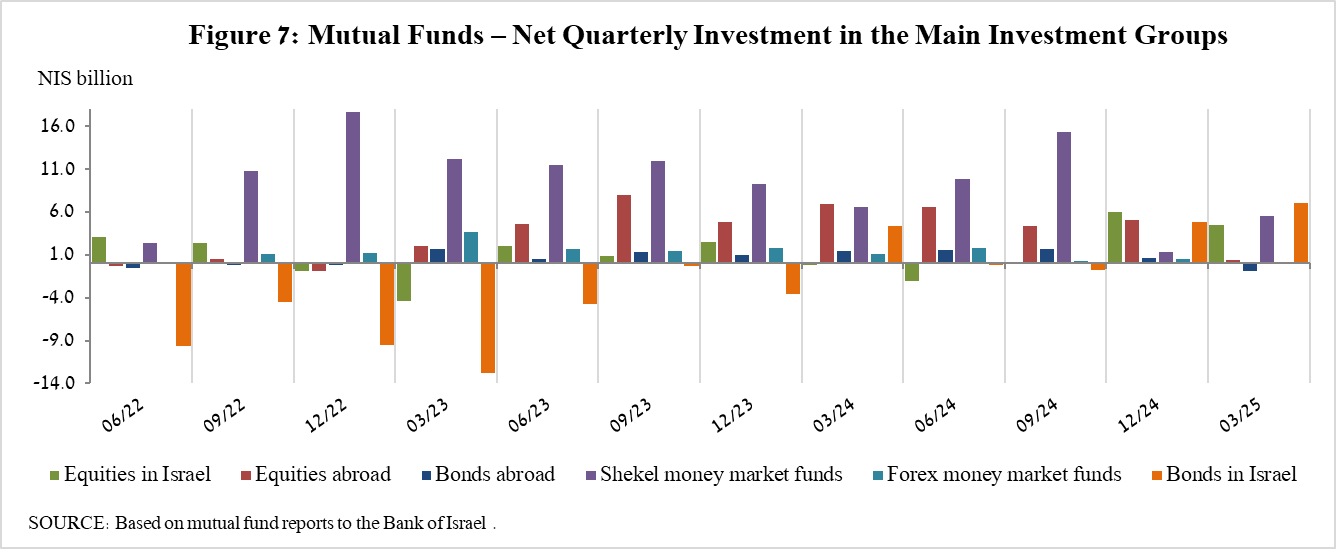 Figure 7: Mutual Funds – Net Quarterly Investment in the Main Investment Groups
NIS billion
16.0
11.0
6.0
1.0
-4.0
-9.0
-14.0
06/22 09/22 12/22 03/23 06/23 09/23 12/23 03/24 06/24 09/24 12/24 03/25
Equities in Israel Equities abroad Bonds abroad Shekel money market funds Forex money market funds Bonds in Israel
SOURCE: Based on mutual fund reports to the Bank of Israel .